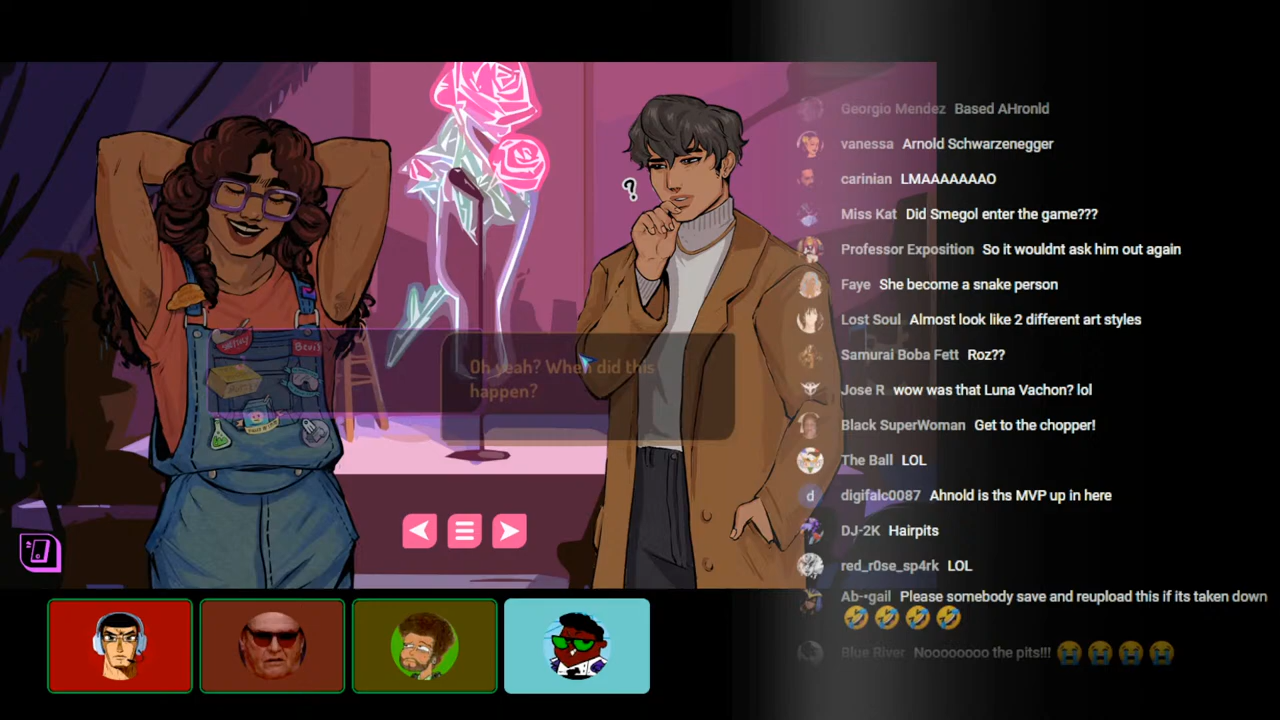 Oh yeah? When did this
happen?
?
Beuix
Georgio Mendez Based AHronld
vanessa Arnold Schwarzenegger
carinian LMAAAAAAAO
Miss Kat Did Smegol enter the game???
Professor Exposition So it wouldnt ask him out again
Faye She become a snake person
Lost Soul Almost look like 2 different art styles
Samurai Boba Fett Roz??
Jose R wow was that Luna Vachon? lol
Black SuperWoman Get to the chopper!
The Ball LOL
d digifalc0087 Ahnold is ths MVP up in here
DJ-2K Hairpits
red_r0se_sp4rk LOL
Ab-•gail Please somebody save and reupload this if its taken down
🤣🤣🤣🤣
Blue River Noooooooo the pits!!! 😭😭😭😭